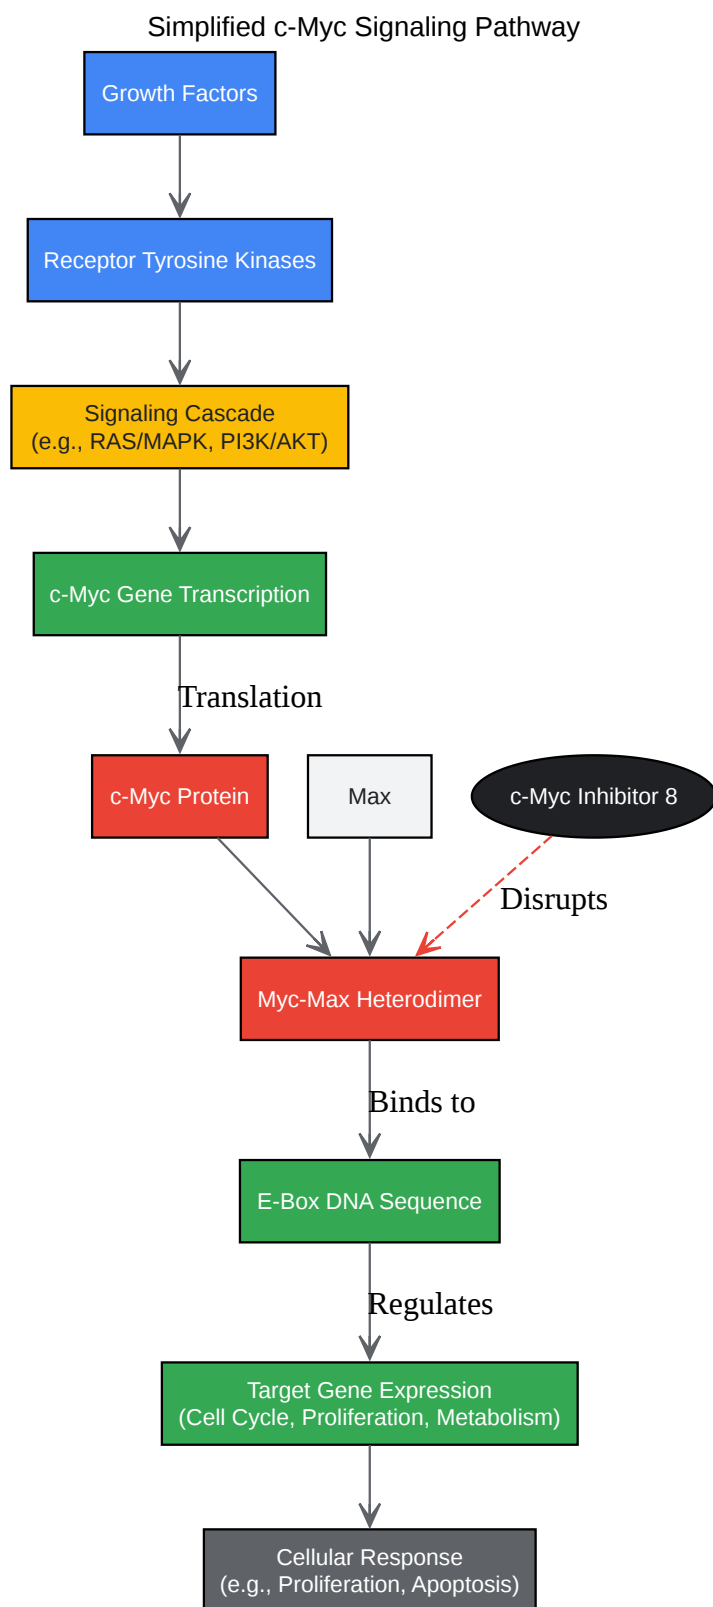 Simplified c-Myc Signaling Pathway
Growth Factors
Receptor Tyrosine Kinases
Signaling Cascade
(e.g., RAS/MAPK, PI3K/AKT)
c-Myc Gene Transcription
Translation
c-Myc Protein
Max
c-Myc Inhibitor 8
Disrupts
Myc-Max Heterodimer
Binds to
E-Box DNA Sequence
Regulates
Target Gene Expression
(Cell Cycle, Proliferation, Metabolism)
Cellular Response
(e.g., Proliferation, Apoptosis)